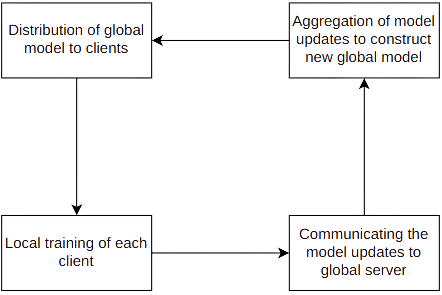 Distribution of global
model to clients
Aggregation of model
updates to construct
new global model
Local training of each
client
Communicating the
model updates to
global server